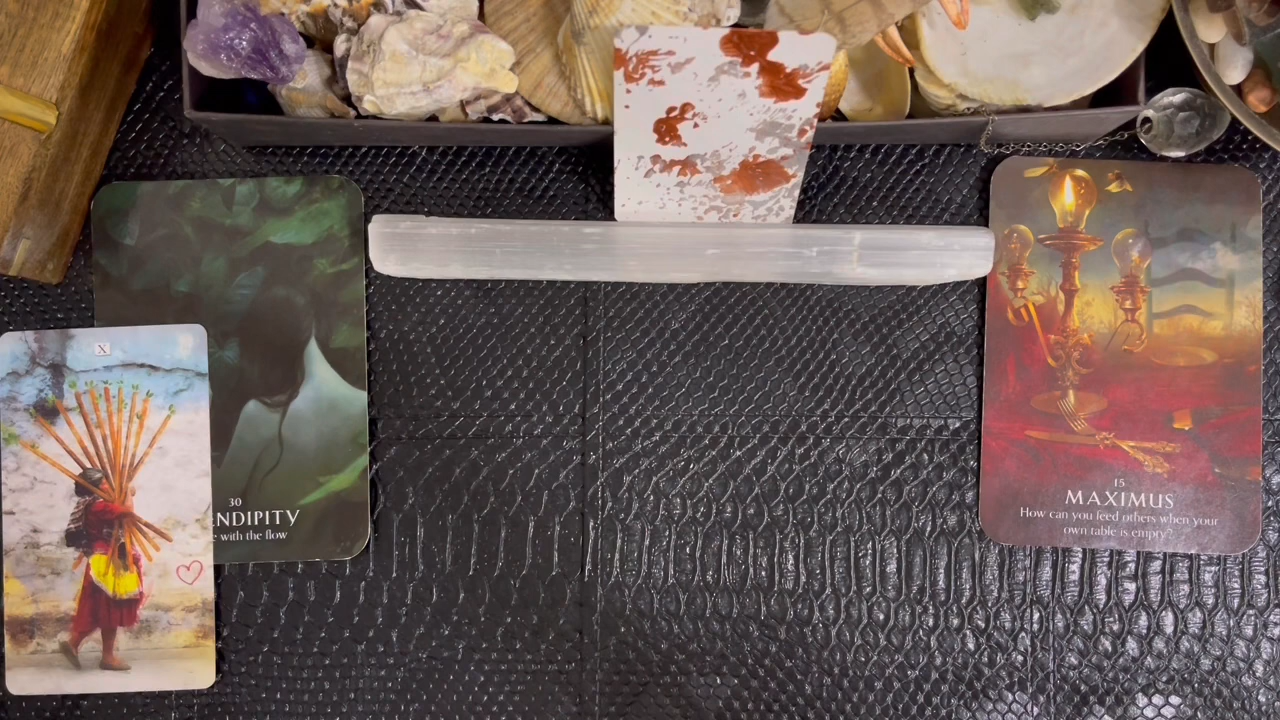 X
30
NDIPITY
e with the flow
15
MAXIMUS
How can you feed others when your
own table is empty?